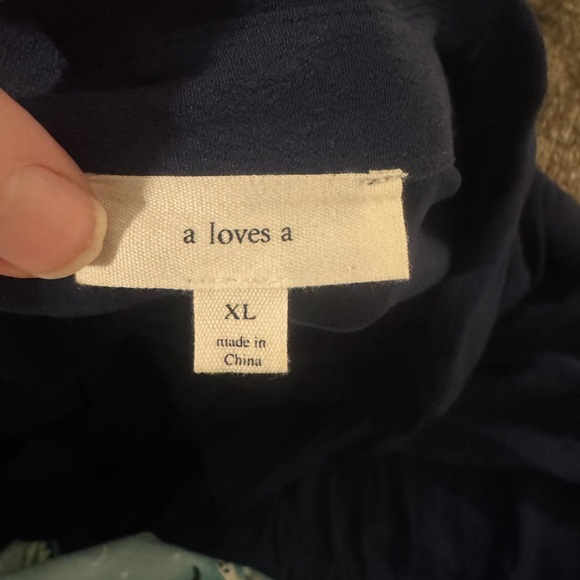 a loves a
XL
made in
China